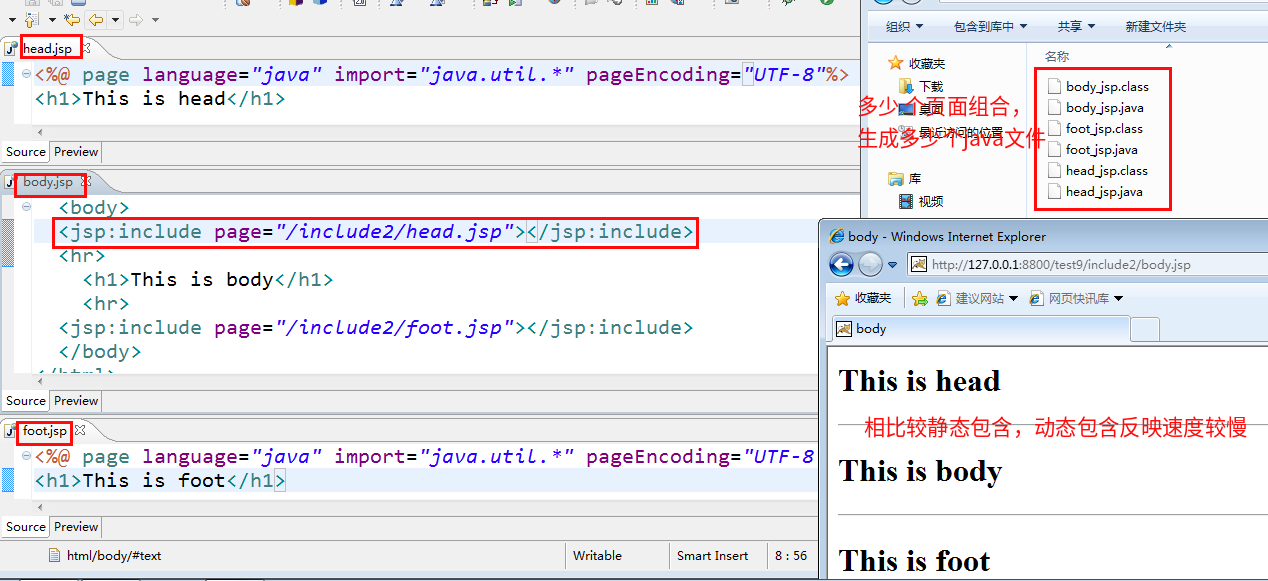 head.jsp
<%@ page language="java" import="java.util.*" pageEncoding="UTF-8"%>
<h1>This is head</h1>
Source Preview
body.jsp
<body>
<jsp:include page="/include2/head.jsp"></jsp:include>
<hr>
<h1>This is body</h1>
<hr>
<jsp:include page="/include2/foot.jsp"></jsp:include>
</body>
</html>
Source Preview
foot.jsp
<%@ page language="java" import="java.util.*" pageEncoding="UTF-8
<h1>This is foot</h1>
Source Preview
html/body/#text Writable Smart Insert 8 : 56
组织 包含到库中 共享 新建文件夹
收藏夹
下载
桌面
最近访问的位置
库
视频
多少个页面组合，
生成多少个java文件
名称
body_jsp.class
body_jsp.java
foot_jsp.class
foot_jsp.java
head_jsp.class
head_jsp.java
body - Windows Internet Explorer
http://127.0.0.1:8800/test9/include2/body.jsp
收藏夹 建议网站 网页快讯库
body
This is head
相比较静态包含，动态包含反映速度较慢
This is body
This is foot